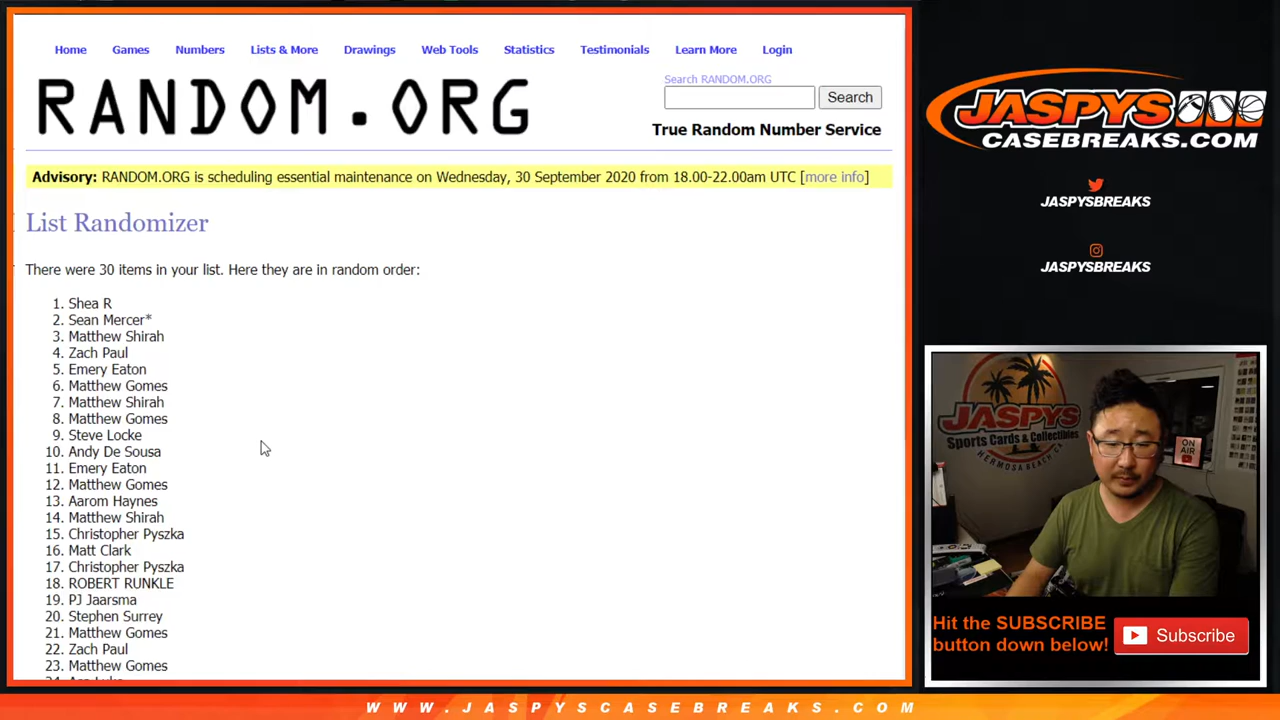 Home Games Numbers Lists & More Drawings Web Tools Statistics Testimonials Learn More Login
RANDOM.ORG
Search RANDOM.ORG
Search
True Random Number Service
Advisory: RANDOM.ORG is scheduling essential maintenance on Wednesday, 30 September 2020 from 18.00-22.00am UTC [more info]
List Randomizer
There were 30 items in your list. Here they are in random order:
1. Shea R
2. Sean Mercer*
3. Matthew Shirah
4. Zach Paul
5. Emery Eaton
6. Matthew Gomes
7. Matthew Shirah
8. Matthew Gomes
9. Steve Locke
10. Andy De Sousa
11. Emery Eaton
12. Matthew Gomes
13. Aarom Haynes
14. Matthew Shirah
15. Christopher Pyszka
16. Matt Clark
17. Christopher Pyszka
18. ROBERT RUNKLE
19. PJ Jaarsma
20. Stephen Surrey
21. Matthew Gomes
22. Zach Paul
23. Matthew Gomes
JASPYS
CASEBREAKS.COM
JASPYSBREAKS
JASPYSBREAKS
JASPYS
Sports Cards & Collectibles
HERMOSA BEACH CA
ON
AIR
Hit the SUBSCRIBE
button down below!
Subscribe
WWW.JASPYSCASEBREAKS.COM